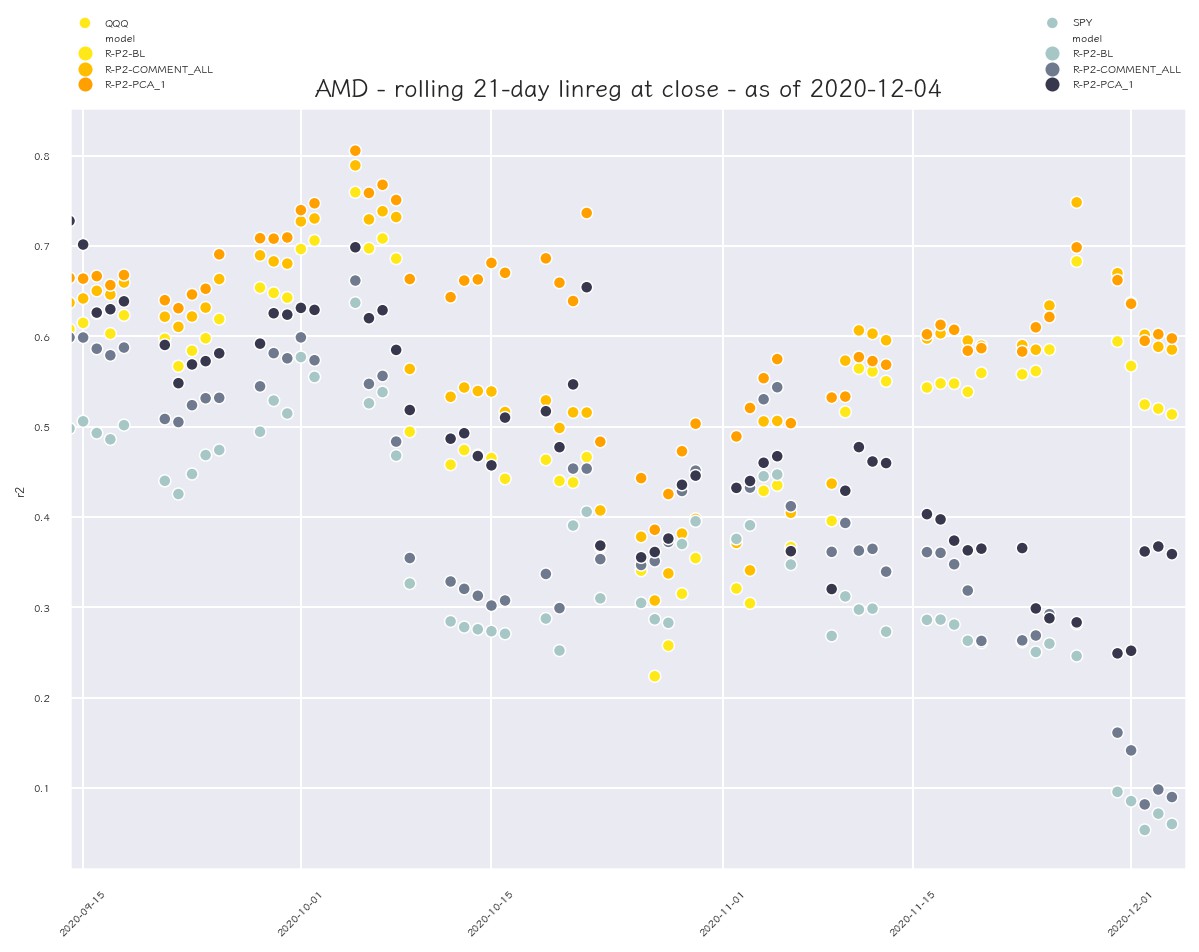 QQQ
model
R-P2-BL
R-P2-COMMENT_ALL
R-P2-PCA_1
SPY
model
R-P2-BL
R-P2-COMMENT_ALL
R-P2-PCA_1
AMD - rolling 21-day linreg at close - as of 2020-12-04
0.8
0.7
0.6
0.5
0.4
0.3
0.2
0.1
r2
2020-09-15
2020-10-01
2020-10-15
2020-11-01
2020-11-15
2020-12-01